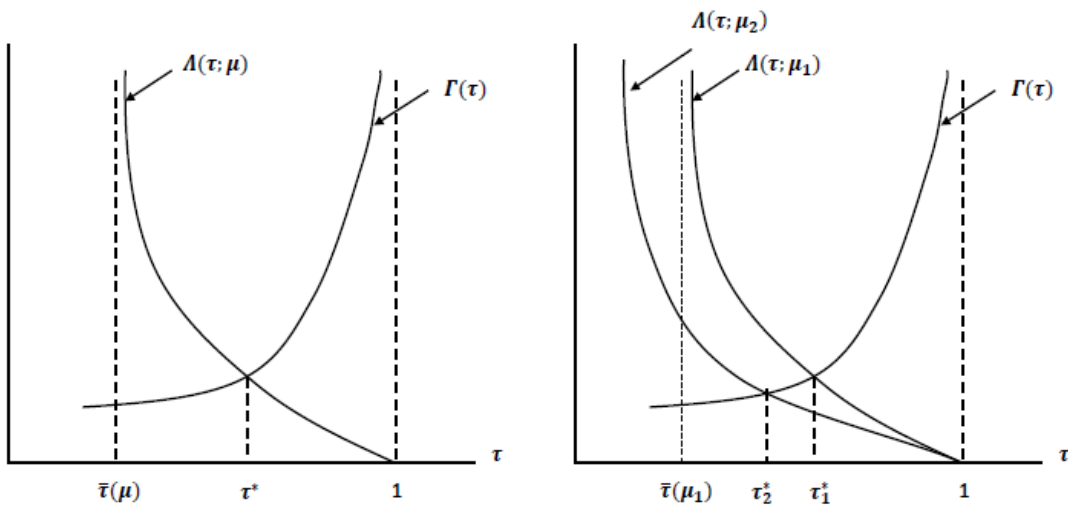 Λ(τ; μ)
Γ(τ)
τ
τ̄(μ)
τ*
1
Λ(τ; μ₂)
Λ(τ; μ₁)
Γ(τ)
τ
τ̄(μ₁)
τ₂*
τ₁*
1